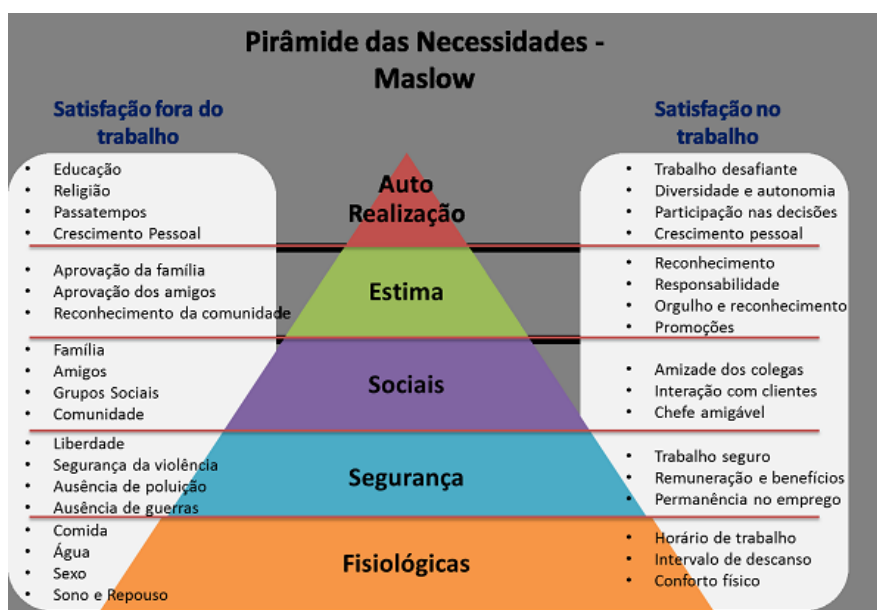 Pirâmide das Necessidades -
Maslow
Satisfação fora do
trabalho
Educação
Religião
Passatempos
Crescimento Pessoal
Aprovação da família
Aprovação dos amigos
Reconhecimento da comunidade
Família
Amigos
Grupos Sociais
Comunidade
Liberdade
Segurança da violência
Ausência de poluição
Ausência de guerras
Comida
Água
Sexo
Sono e Repouso
Auto
Realização
Estima
Sociais
Segurança
Fisiológicas
Satisfação no
trabalho
Trabalho desafiante
Diversidade e autonomia
Participação nas decisões
Crescimento pessoal
Reconhecimento
Responsabilidade
Orgulho e reconhecimento
Promoções
Amizade dos colegas
Interação com clientes
Chefe amigável
Trabalho seguro
Remuneração e benefícios
Permanência no emprego
Horário de trabalho
Intervalo de descanso
Conforto físico